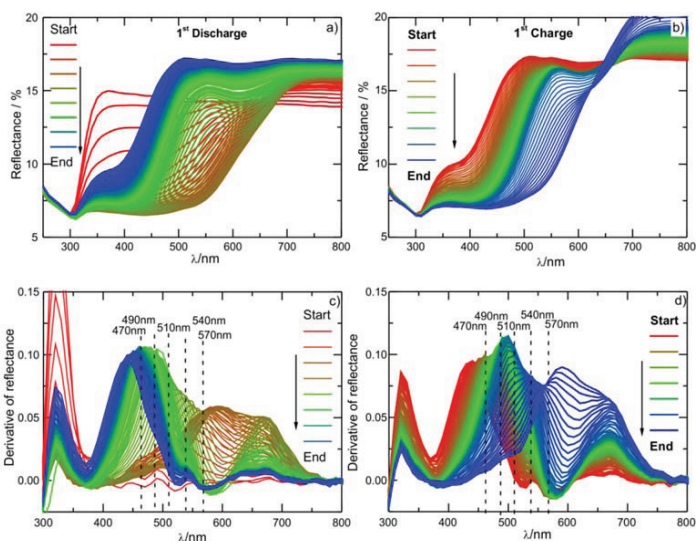 Start
1st Discharge
a)
End
Reflectance / %
20
15
10
5
300 400 500 600 700 800
λ/nm
Start
1st Charge
b)
End
Reflectance / %
20
15
10
5
300 400 500 600 700 800
λ/nm
c)
490nm 540nm
470nm 510nm 570nm
Start
End
Derivative of reflectance
0.15
0.10
0.05
0.00
300 400 500 600 700 800
λ/nm
d)
490nm 540nm
470nm 510nm 570nm
Start
End
Derivative of reflectance
0.15
0.10
0.05
0.00
300 400 500 600 700 800
λ/nm